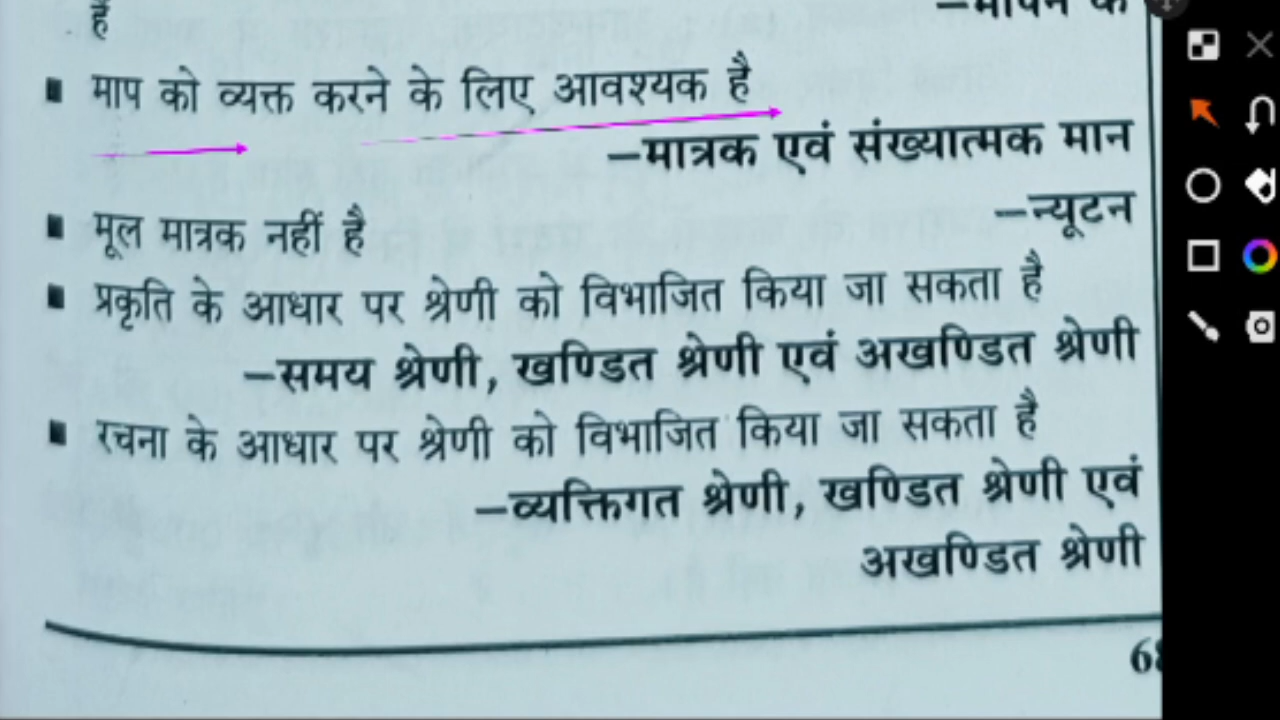 हैं
–मापन के
▪ माप को व्यक्त करने के लिए आवश्यक है
–मात्रक एवं संख्यात्मक मान
▪ मूल मात्रक नहीं है
–न्यूटन
▪ प्रकृति के आधार पर श्रेणी को विभाजित किया जा सकता है
–समय श्रेणी, खण्डित श्रेणी एवं अखण्डित श्रेणी
▪ रचना के आधार पर श्रेणी को विभाजित किया जा सकता है
–व्यक्तिगत श्रेणी, खण्डित श्रेणी एवं
अखण्डित श्रेणी